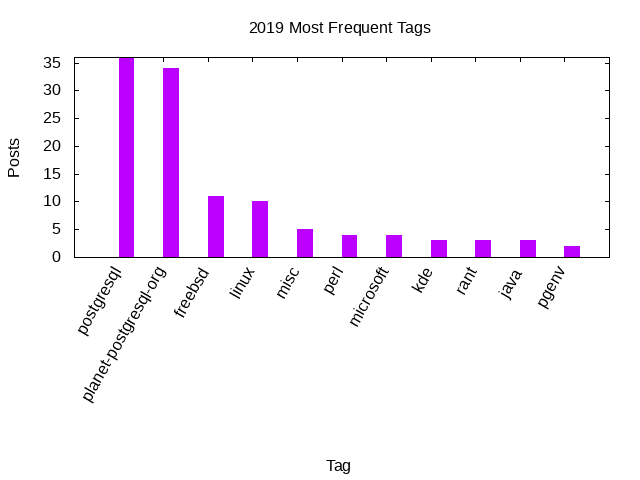 2019 Most Frequent Tags
35
30
25
20
15
10
5
0
Posts
postgresql
planet-postgresql-org
freebsd
linux
misc
perl
microsoft
kde
rant
java
pgenv
Tag